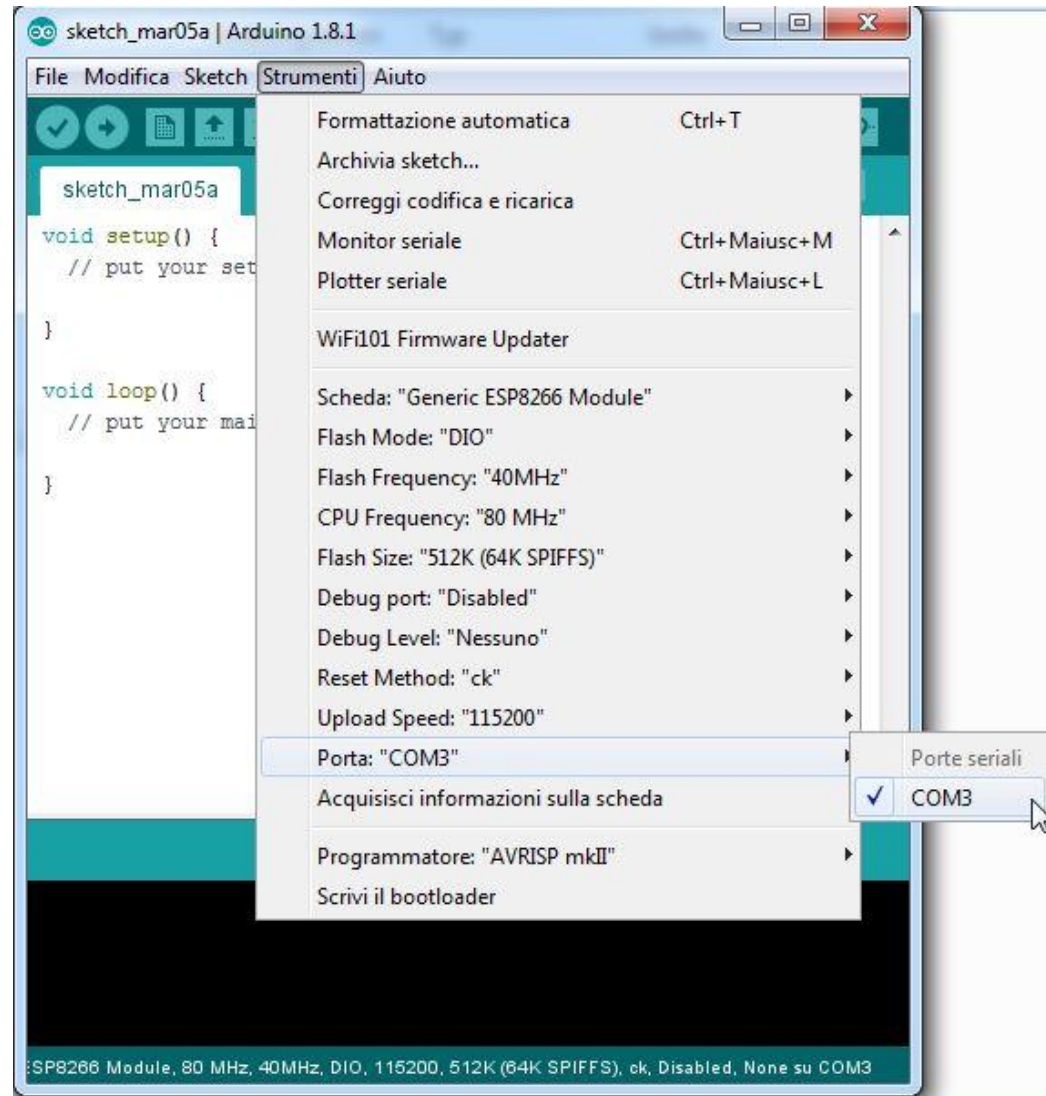 sketch_mar05a | Arduino 1.8.1
File Modifica Sketch Strumenti Aiuto
sketch_mar05a
void setup() {
// put your set
}
void loop() {
// put your mai
}
Formattazione automatica Ctrl+T
Archivia sketch...
Correggi codifica e ricarica
Monitor seriale Ctrl+Maiusc+M
Plotter seriale Ctrl+Maiusc+L
WiFi101 Firmware Updater
Scheda: "Generic ESP8266 Module"
Flash Mode: "DIO"
Flash Frequency: "40MHz"
CPU Frequency: "80 MHz"
Flash Size: "512K (64K SPIFFS)"
Debug port: "Disabled"
Debug Level: "Nessuno"
Reset Method: "ck"
Upload Speed: "115200"
Porta: "COM3"
Acquisisci informazioni sulla scheda
Programmatore: "AVRISP mkII"
Scrivi il bootloader
Porte seriali
COM3
SP8266 Module, 80 MHz, 40MHz, DIO, 115200, 512K (64K SPIFFS), ck, Disabled, None su COM3